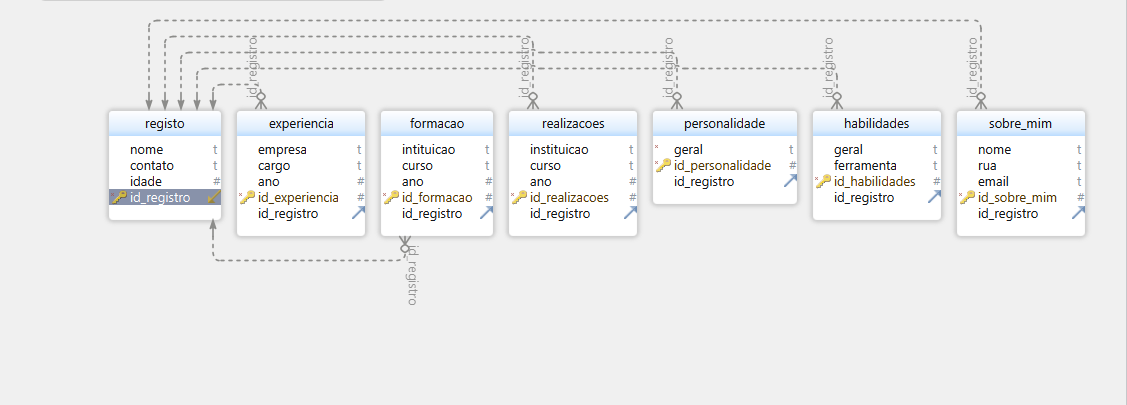 id_registro
id_registro
id_registro
id_registro
id_registro
registo
nome t
contato t
idade #
id_registro
experiencia
empresa t
cargo t
ano #
id_experiencia #
id_registro
formacao
intituicao t
curso t
ano #
id_formacao #
id_registro
realizacoes
instituicao t
curso t
ano #
id_realizacoes #
id_registro
personalidade
geral t
id_personalidade #
id_registro
habilidades
geral t
ferramenta t
id_habilidades #
id_registro
sobre_mim
nome t
rua t
email t
id_sobre_mim #
id_registro
id_registro